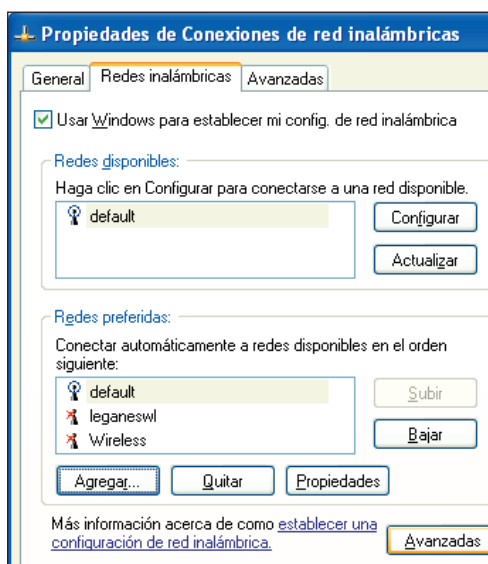 Propiedades de Conexiones de red inalámbricas
General Redes inalámbricas Avanzadas
Usar Windows para establecer mi config. de red inalámbrica
Redes disponibles:
Haga clic en Configurar para conectarse a una red disponible.
default
Configurar
Actualizar
Redes preferidas:
Conectar automáticamente a redes disponibles en el orden
siguiente:
default
leganeswl
Wireless
Subir
Bajar
Agregar... Quitar Propiedades
Más información acerca de como establecer una
configuración de red inalámbrica.
Avanzadas